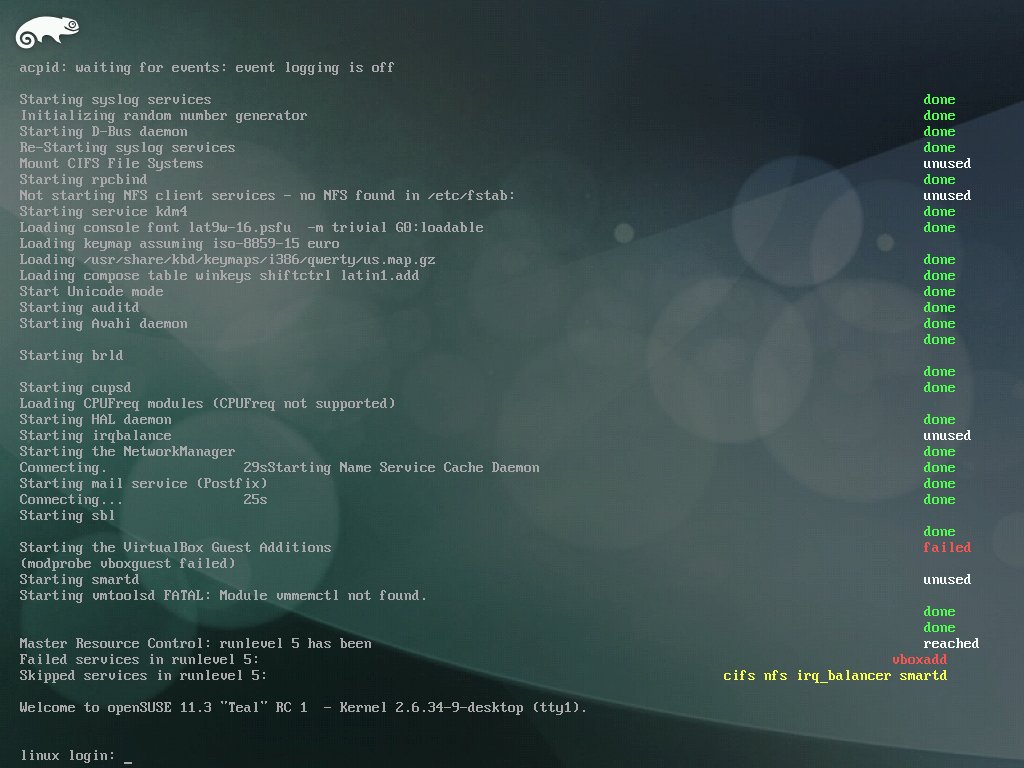 acpid: waiting for events: event logging is off
Starting syslog services done
Initializing random number generator done
Starting D-Bus daemon done
Re-Starting syslog services done
Mount CIFS File Systems unused
Starting rpcbind done
Not starting NFS client services - no NFS found in /etc/fstab: unused
Starting service kdm4 done
Loading console font lat9w-16.psfu  -m trivial G0:loadable done
Loading keymap assuming iso-8859-15 euro
Loading /usr/share/kbd/keymaps/i386/qwerty/us.map.gz done
Loading compose table winkeys shiftctrl latin1.add done
Start Unicode mode done
Starting auditd done
Starting Avahi daemon done
done
Starting brld
done
Starting cupsd done
Loading CPUFreq modules (CPUFreq not supported)
Starting HAL daemon done
Starting irqbalance unused
Starting the NetworkManager done
Connecting. 29sStarting Name Service Cache Daemon done
Starting mail service (Postfix) done
Connecting... 25s done
Starting sbl
done
Starting the VirtualBox Guest Additions failed
(modprobe vboxguest failed)
Starting smartd unused
Starting vmtoolsd FATAL: Module vmmemctl not found.
done
done
Master Resource Control: runlevel 5 has been reached
Failed services in runlevel 5: vboxadd
Skipped services in runlevel 5: cifs nfs irq_balancer smartd
Welcome to openSUSE 11.3 "Teal" RC 1  - Kernel 2.6.34-9-desktop (tty1).
linux login: _